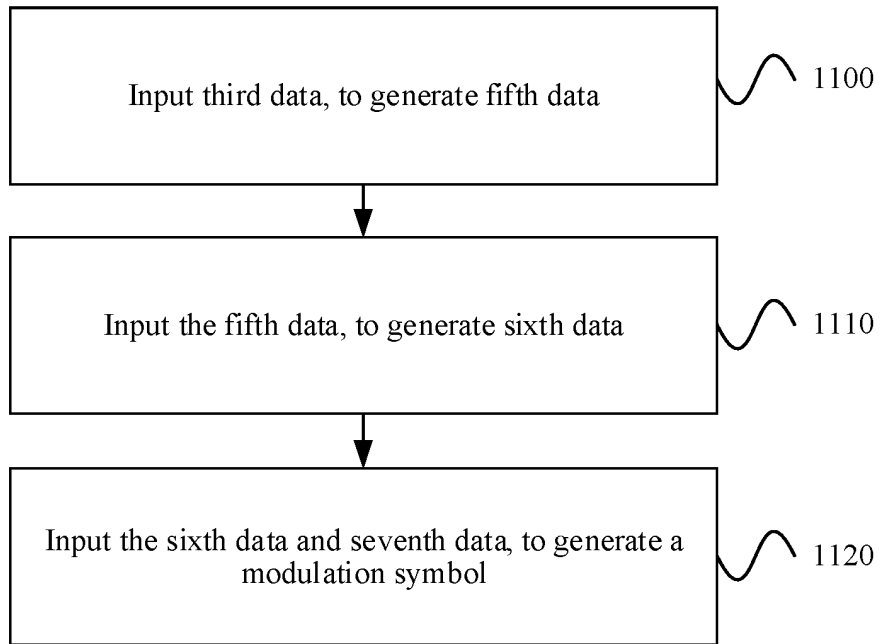 Input third data, to generate fifth data
1100
Input the fifth data, to generate sixth data
1110
Input the sixth data and seventh data, to generate a
modulation symbol
1120